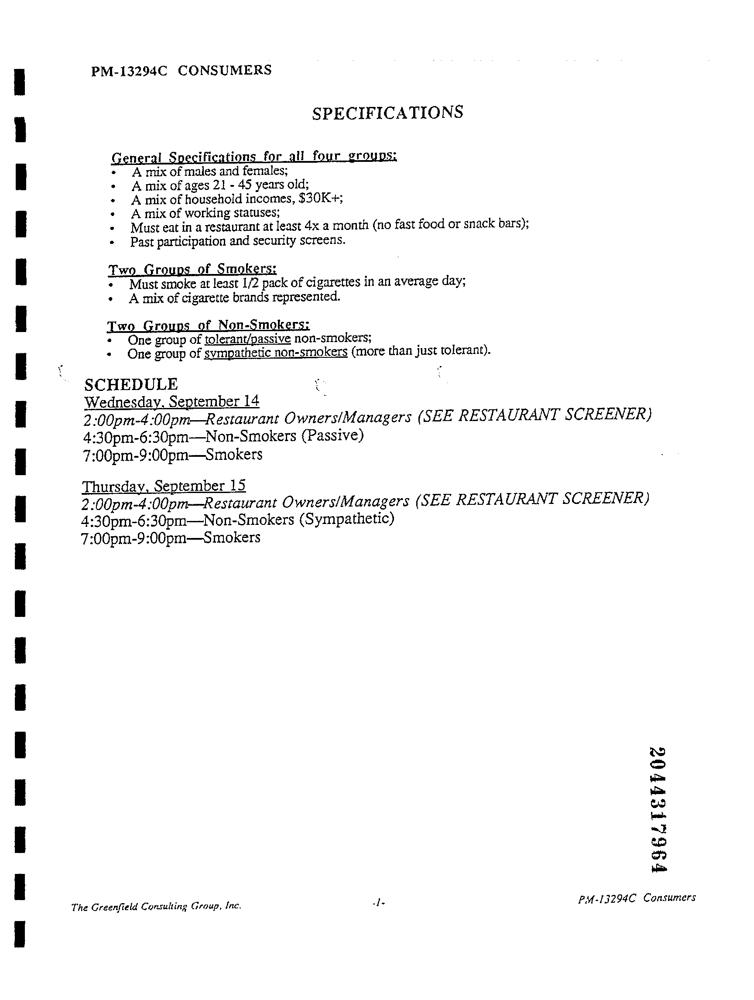 PM-13294C CONSUMERS
SPECIFICATIONS
General Specifications for all four groups:
• A mix of males and females;
• A mix of ages 21 - 45 years old;
• A mix of household incomes, $30K+;
• A mix of working statuses;
• Must eat in a restaurant at least 4x a month (no fast food or snack bars);
• Past participation and security screens.
Two Groups of Smokers:
• Must smoke at least 1/2 pack of cigarettes in an average day;
• A mix of cigarette brands represented.
Two Groups of Non-Smokers:
• One group of tolerant/passive non-smokers;
• One group of sympathetic non-smokers (more than just tolerant).
SCHEDULE
Wednesday, September 14
2:00pm-4:00pm—Restaurant Owners/Managers (SEE RESTAURANT SCREENER)
4:30pm-6:30pm—Non-Smokers (Passive)
7:00pm-9:00pm—Smokers
Thursday, September 15
2:00pm-4:00pm—Restaurant Owners/Managers (SEE RESTAURANT SCREENER)
4:30pm-6:30pm—Non-Smokers (Sympathetic)
7:00pm-9:00pm—Smokers
2044317964
The Greenfield Consulting Group, Inc.
-1-
PM-13294C Consumers